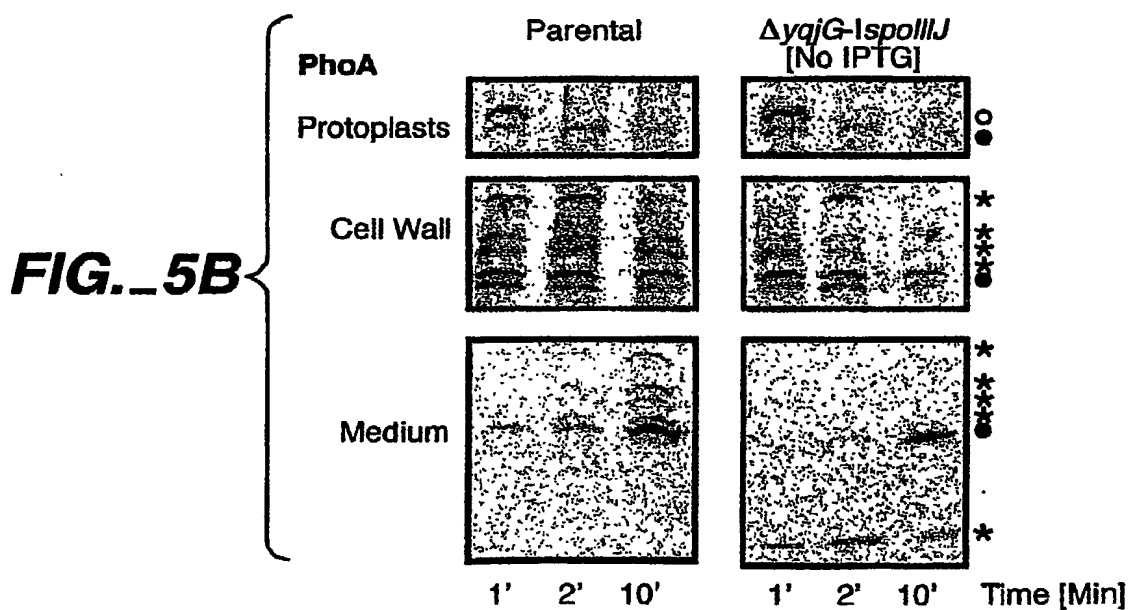 Parental
ΔyqjG-IspoIIIJ
[No IPTG]
PhoA
Protoplasts
Cell Wall
FIG._5B
Medium
1' 2' 10' 1' 2' 10' Time [Min]